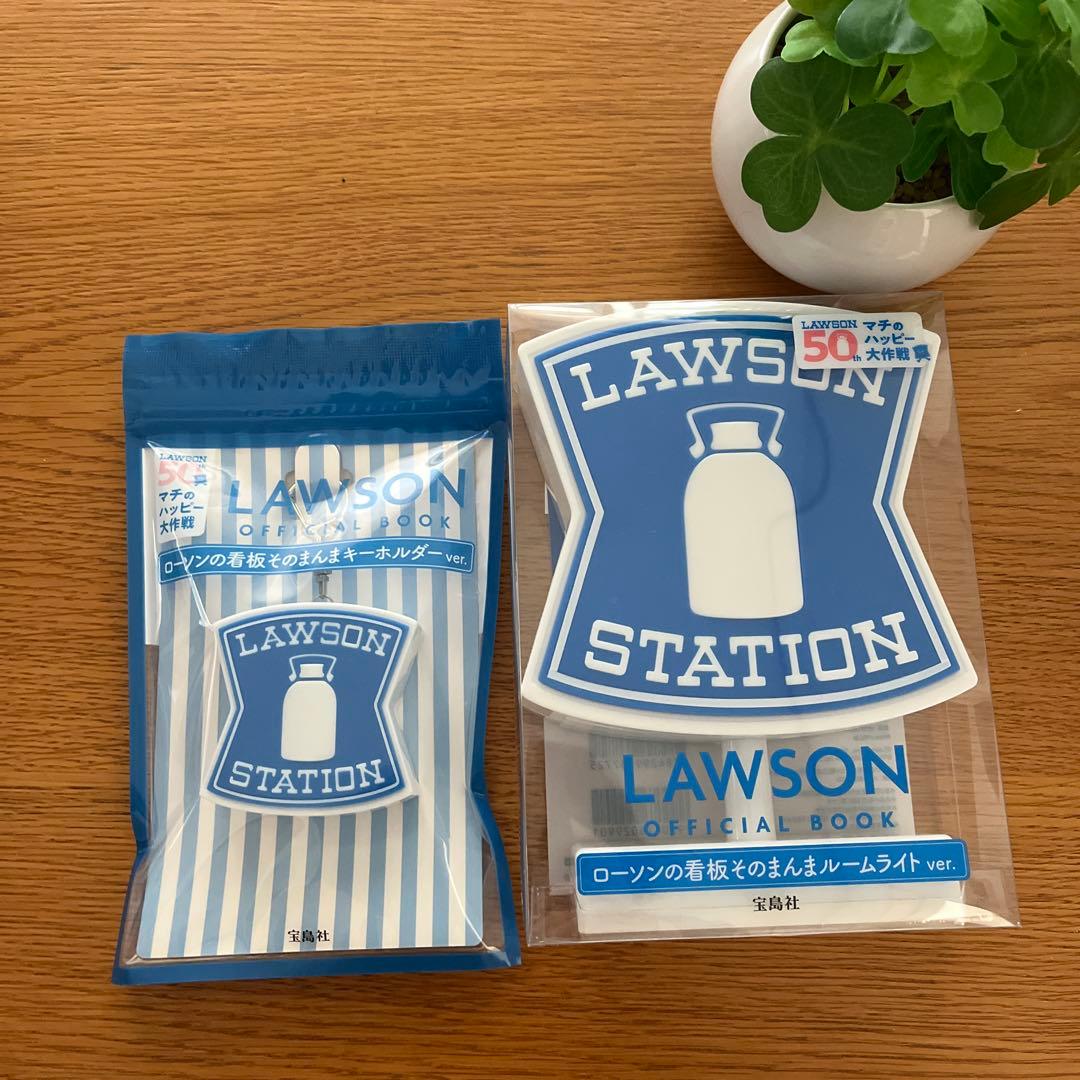 LAWSON
50th
マチの
ハッピー
大作戦
LAWSON
OFFICIAL BOOK
ローソンの看板そのまんまキーホルダー ver.
LAWSON
STATION
宝島社
LAWSON
50th
マチの
ハッピー
大作戦
LAWSON
STATION
LAWSON
OFFICIAL BOOK
ローソンの看板そのまんまルームライト ver.
宝島社